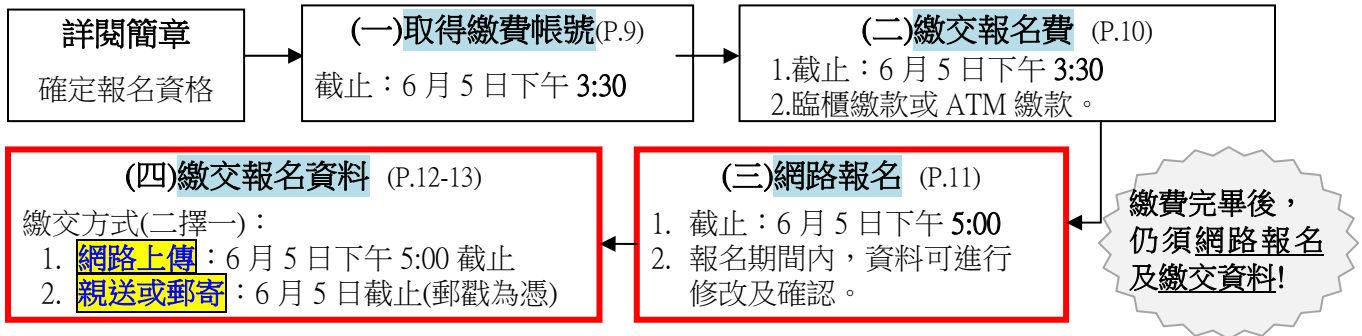 詳閱簡章
確定報名資格
(一)取得繳費帳號(P.9)
截止：6 月 5 日下午 3:30
(二)繳交報名費 (P.10)
1.截止：6 月 5 日下午 3:30
2.臨櫃繳款或 ATM 繳款。
繳費完畢後，
仍須網路報名
及繳交資料!
(三)網路報名 (P.11)
1. 截止：6 月 5 日下午 5:00
2. 報名期間內，資料可進行
修改及確認。
(四)繳交報名資料 (P.12-13)
繳交方式(二擇一)：
1. 網路上傳：6 月 5 日下午 5:00 截止
2. 親送或郵寄：6 月 5 日截止(郵戳為憑)